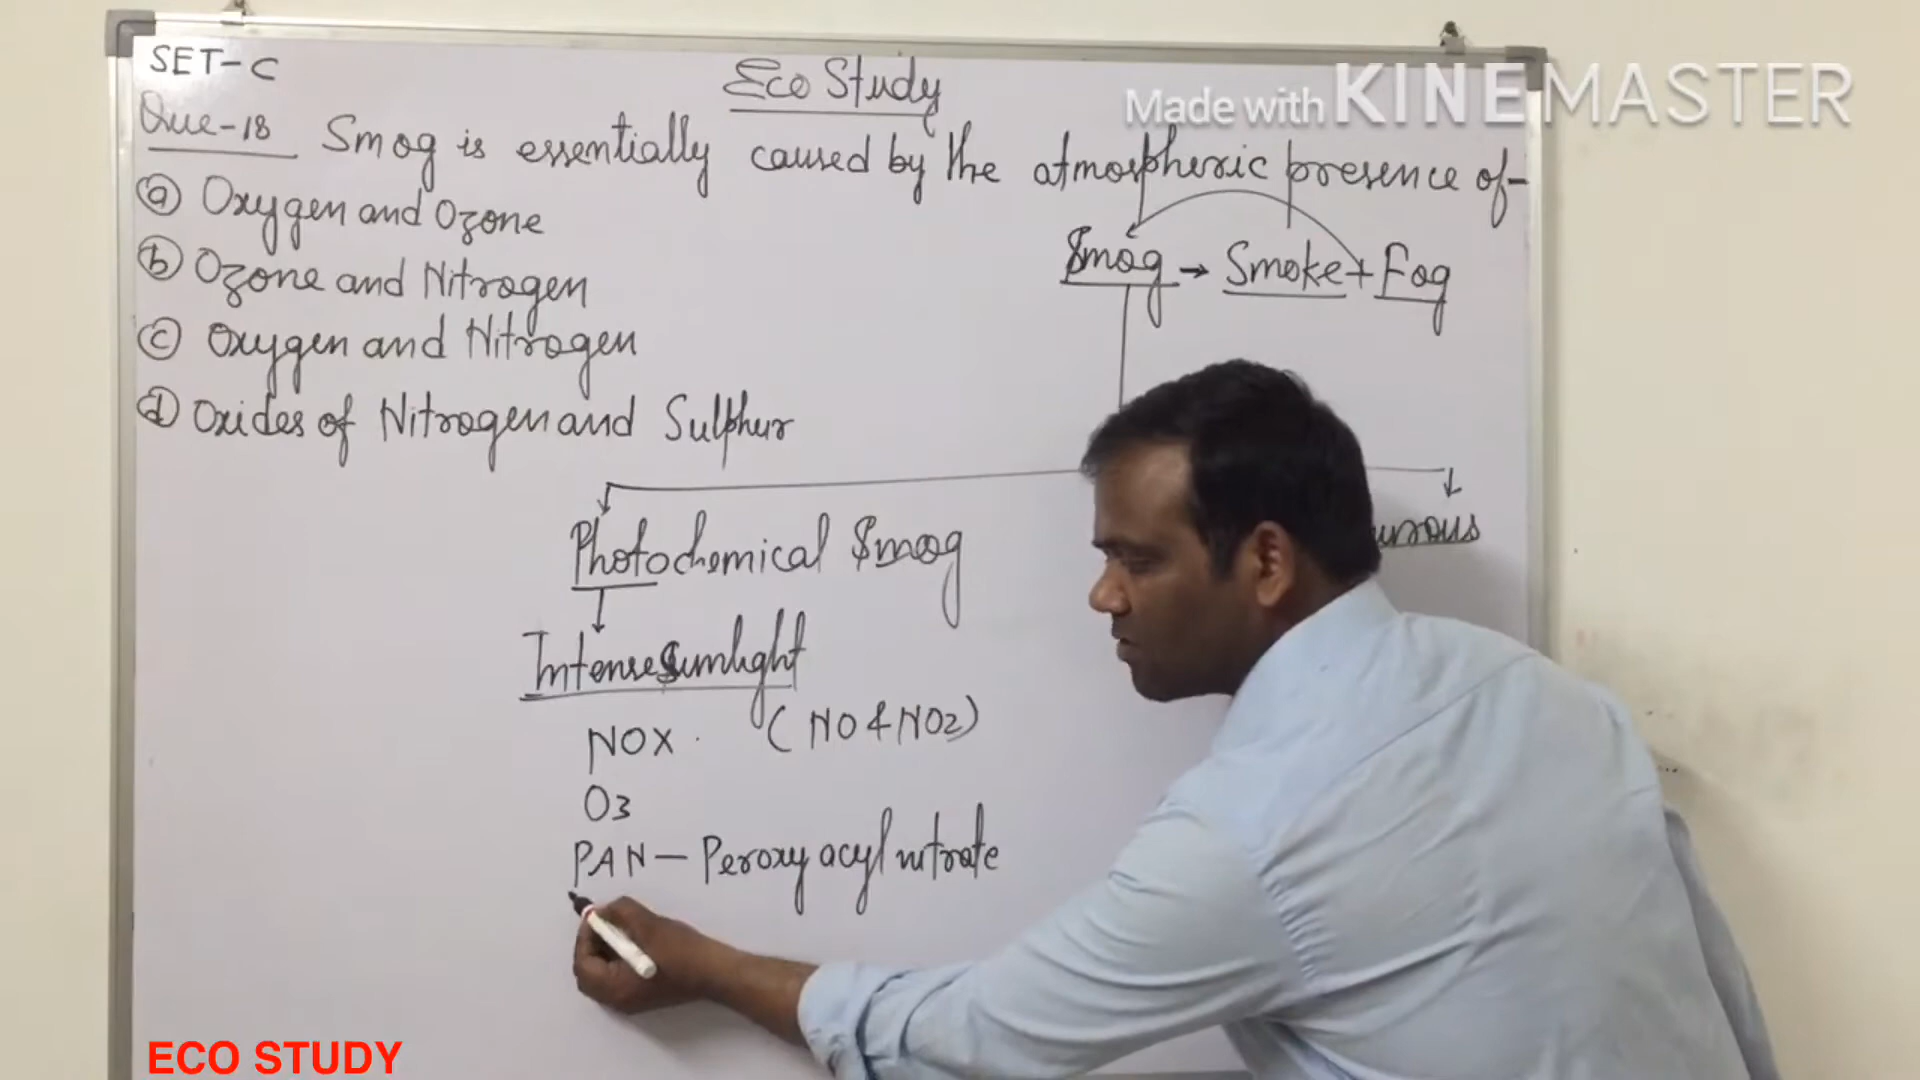 SET-C
Eco Study
Made with KINEMASTER
Que-18 Smog is essentially caused by the atmospheric presence of-
(a) Oxygen and Ozone
(b) Ozone and Nitrogen
(c) Oxygen and Nitrogen
(d) Oxides of Nitrogen and Sulphur
Smog → Smoke + Fog
Photochemical Smog
Intense Sunlight
NOX (NO & NO2)
O3
PAN - Peroxy acyl nitrate
ECO STUDY